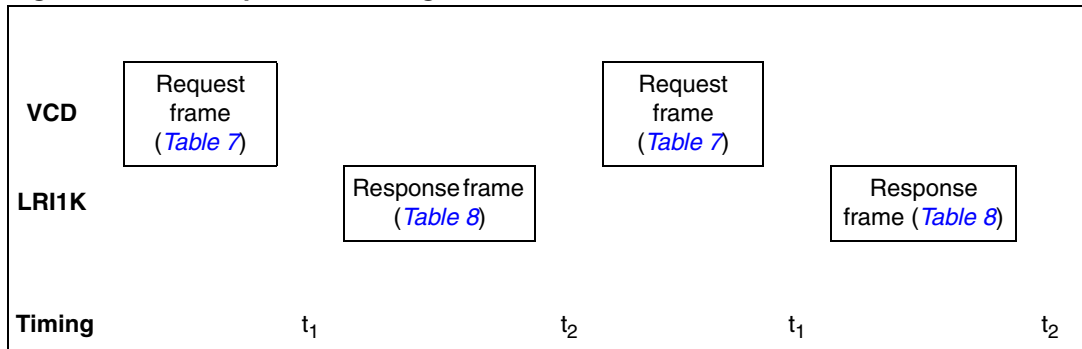 VCD
Request
frame
(Table 7)
Request
frame
(Table 7)
LRI1K
Response frame
(Table 8)
Response
frame (Table 8)
Timing t₁ t₂ t₁ t₂